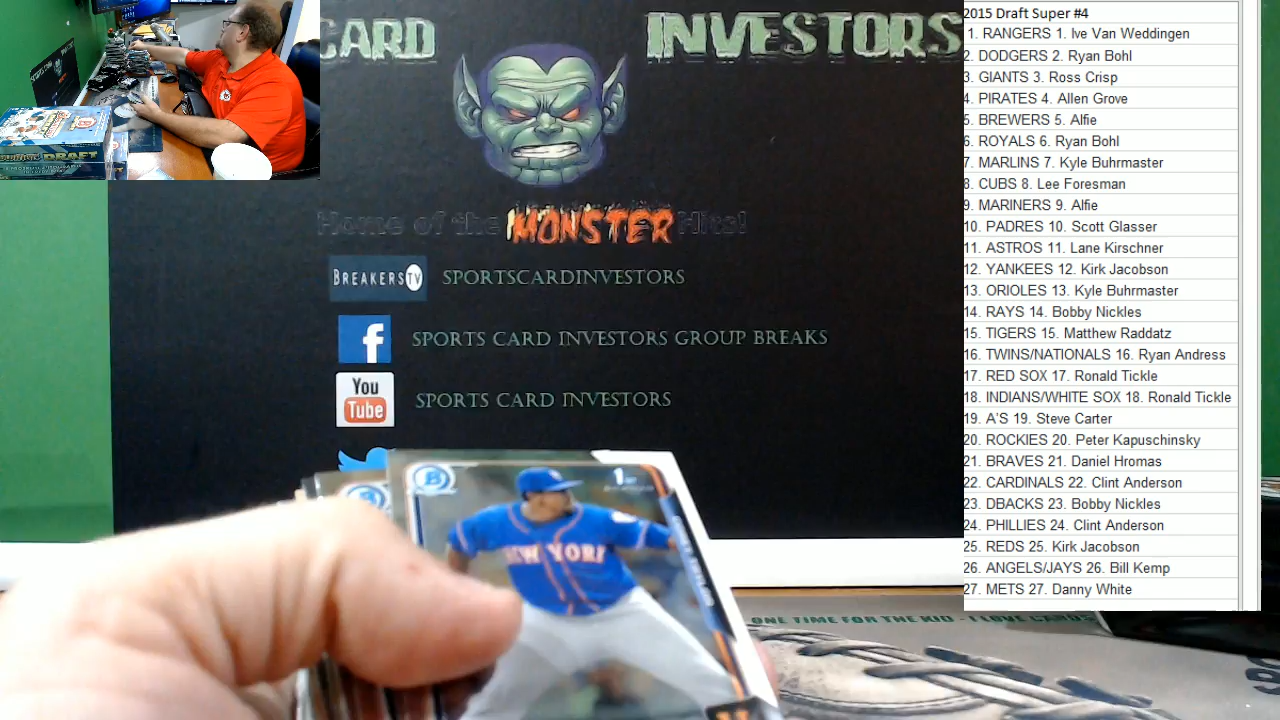 CARD INVESTORS
Home of the MONSTER Hits!
BREAKERS TV SPORTSCARDINVESTORS
f SPORTS CARD INVESTORS GROUP BREAKS
You Tube SPORTS CARD INVESTORS
DRAFT
B
1ST
NEW YORK
ONE TIME FOR THE KID - I LOVE CARDS
2015 Draft Super #4
1. RANGERS 1. Ive Van Weddingen
2. DODGERS 2. Ryan Bohl
3. GIANTS 3. Ross Crisp
4. PIRATES 4. Allen Grove
5. BREWERS 5. Alfie
6. ROYALS 6. Ryan Bohl
7. MARLINS 7. Kyle Buhrmaster
8. CUBS 8. Lee Foresman
9. MARINERS 9. Alfie
10. PADRES 10. Scott Glasser
11. ASTROS 11. Lane Kirschner
12. YANKEES 12. Kirk Jacobson
13. ORIOLES 13. Kyle Buhrmaster
14. RAYS 14. Bobby Nickles
15. TIGERS 15. Matthew Raddatz
16. TWINS/NATIONALS 16. Ryan Andress
17. RED SOX 17. Ronald Tickle
18. INDIANS/WHITE SOX 18. Ronald Tickle
19. A'S 19. Steve Carter
20. ROCKIES 20. Peter Kapuschinsky
21. BRAVES 21. Daniel Hromas
22. CARDINALS 22. Clint Anderson
23. DBACKS 23. Bobby Nickles
24. PHILLIES 24. Clint Anderson
25. REDS 25. Kirk Jacobson
26. ANGELS/JAYS 26. Bill Kemp
27. METS 27. Danny White